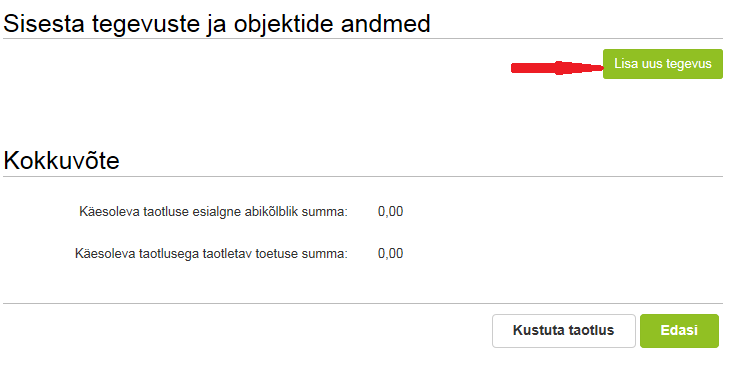 Sisesta tegevuste ja objektide andmed
Lisa uus tegevus
Kokkuvõte
Käesoleva taotluse esialgne abikõlblik summa: 0,00
Käesoleva taotlusega taotletav toetuse summa: 0,00
Kustuta taotlus Edasi